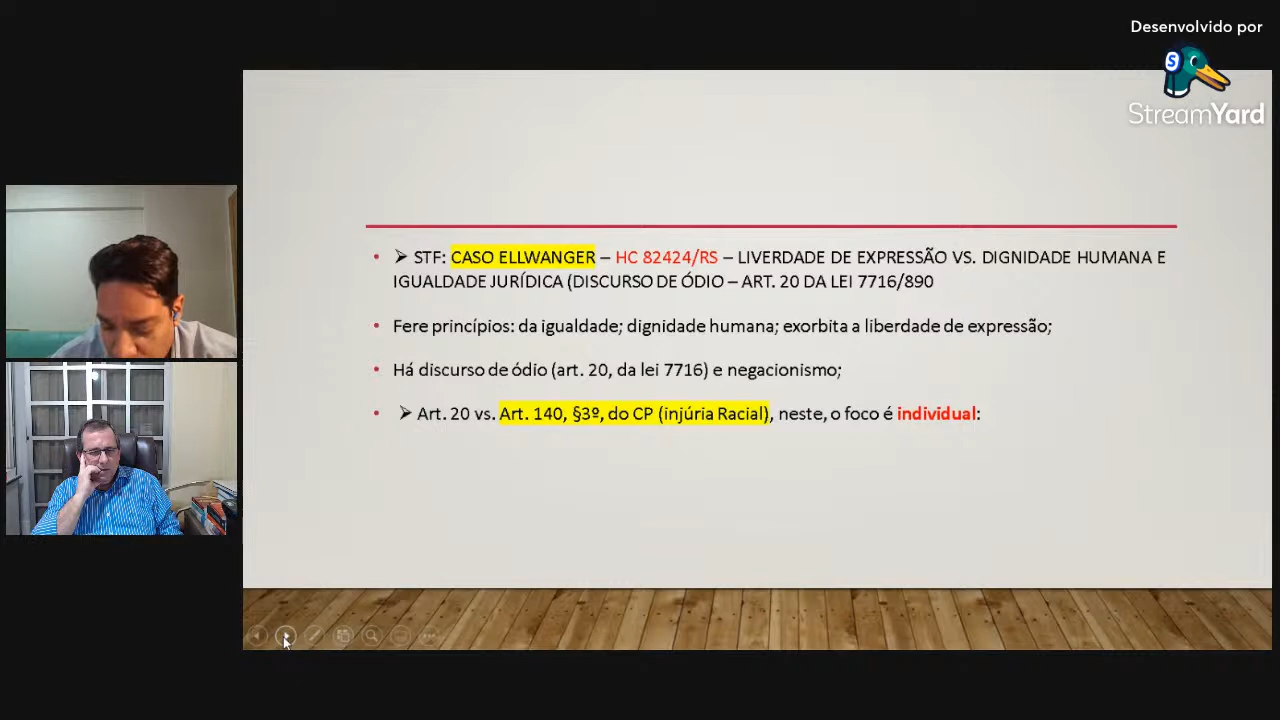 Desenvolvido por
S
StreamYard
• ➢ STF: CASO ELLWANGER – HC 82424/RS – LIVERDADE DE EXPRESSÃO VS. DIGNIDADE HUMANA E
IGUALDADE JURÍDICA (DISCURSO DE ÓDIO – ART. 20 DA LEI 7716/890
• Fere princípios: da igualdade; dignidade humana; exorbita a liberdade de expressão;
• Há discurso de ódio (art. 20, da lei 7716) e negacionismo;
• ➢ Art. 20 vs. Art. 140, §3º, do CP (injúria Racial), neste, o foco é individual: